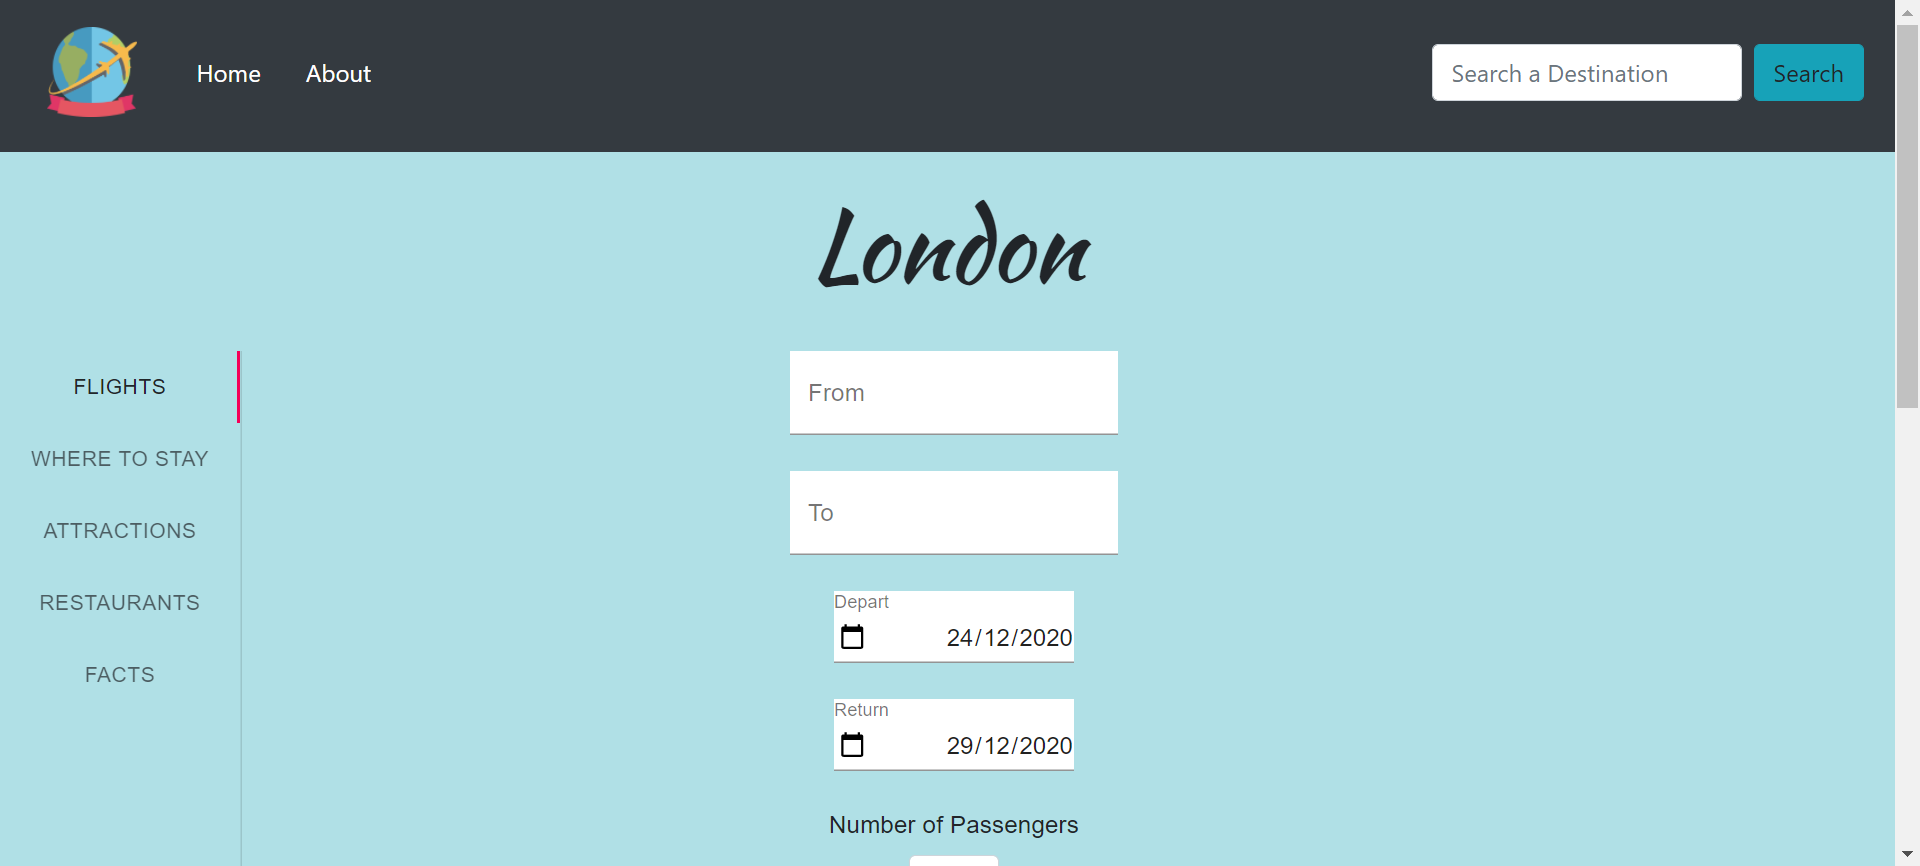 Home
About
Search a Destination
Search
London
FLIGHTS
WHERE TO STAY
ATTRACTIONS
RESTAURANTS
FACTS
From
To
Depart
24/12/2020
Return
29/12/2020
Number of Passengers